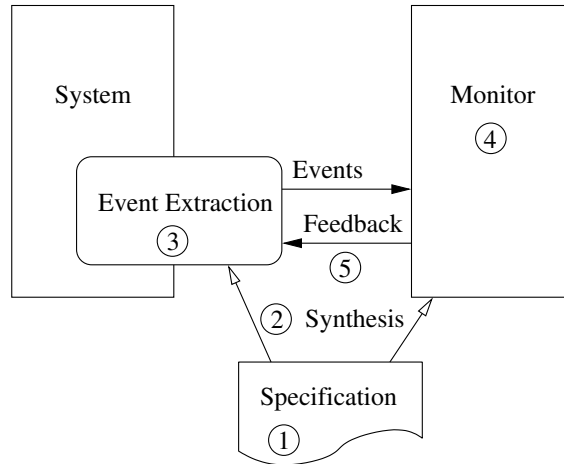 System
Monitor
④
Events
Event Extraction
③
Feedback
⑤
② Synthesis
Specification
①